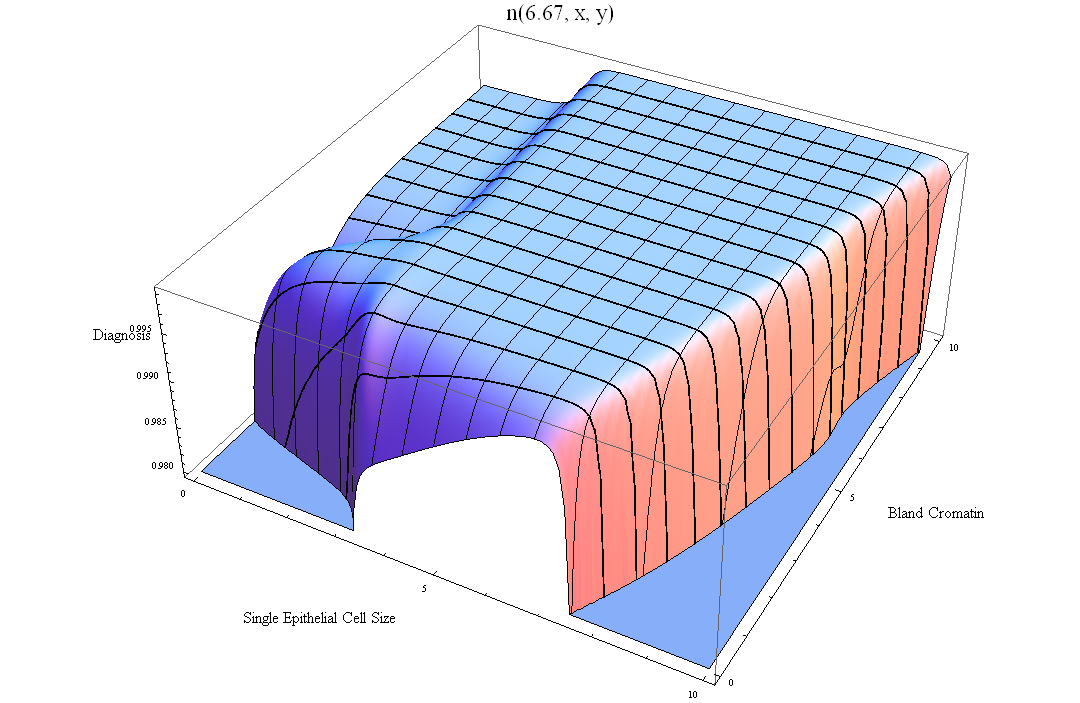 n(6.67, x, y)
Diagnosis
0.995
0.990
0.985
0.980
0
5
10
Single Epithelial Cell Size
0
5
10
Bland Cromatin